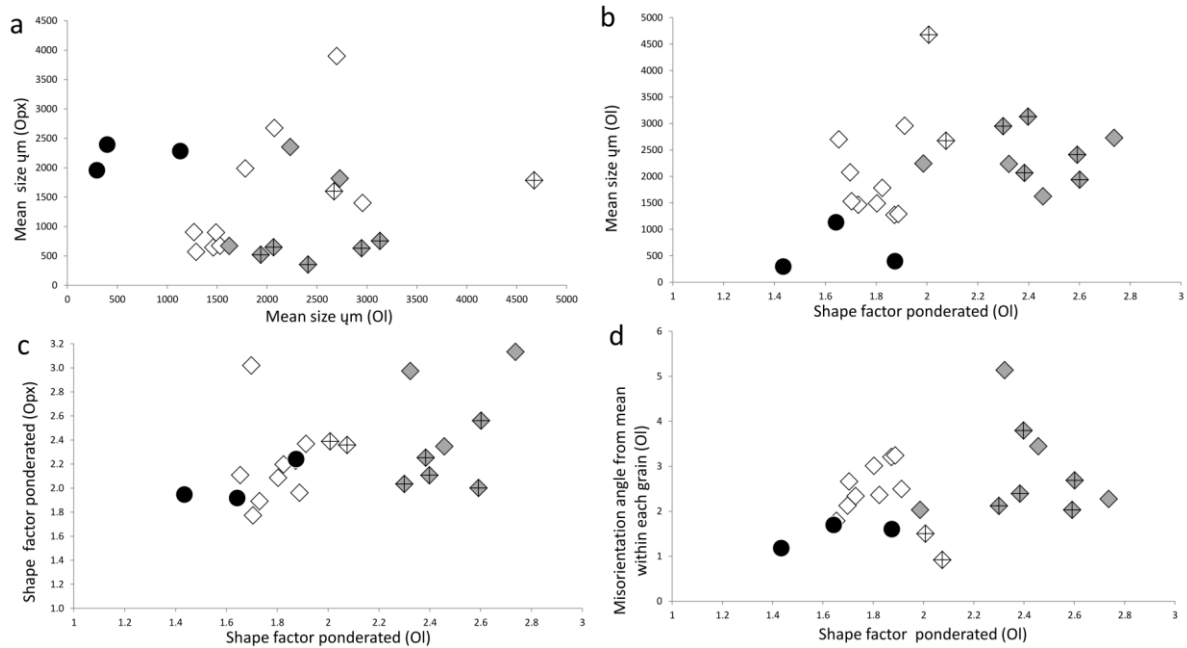 a
4500
4000
3500
3000
2500
2000
1500
1000
500
0
Mean size ųm (Opx)
0 500 1000 1500 2000 2500 3000 3500 4000 4500 5000
Mean size ųm (Ol)
b
5000
4500
4000
3500
3000
2500
2000
1500
1000
500
0
Mean size ųm (Ol)
1 1.2 1.4 1.6 1.8 2 2.2 2.4 2.6 2.8 3
Shape factor ponderated (Ol)
c
3.2
3.0
2.8
2.6
2.4
2.2
2.0
1.8
1.6
1.4
1.2
1.0
Shape factor ponderated (Opx)
1 1.2 1.4 1.6 1.8 2 2.2 2.4 2.6 2.8 3
Shape factor ponderated (Ol)
d
6
5
4
3
2
1
0
Misorientation angle from mean
within each grain (Ol)
1 1.2 1.4 1.6 1.8 2 2.2 2.4 2.6 2.8 3
Shape factor ponderated (Ol)